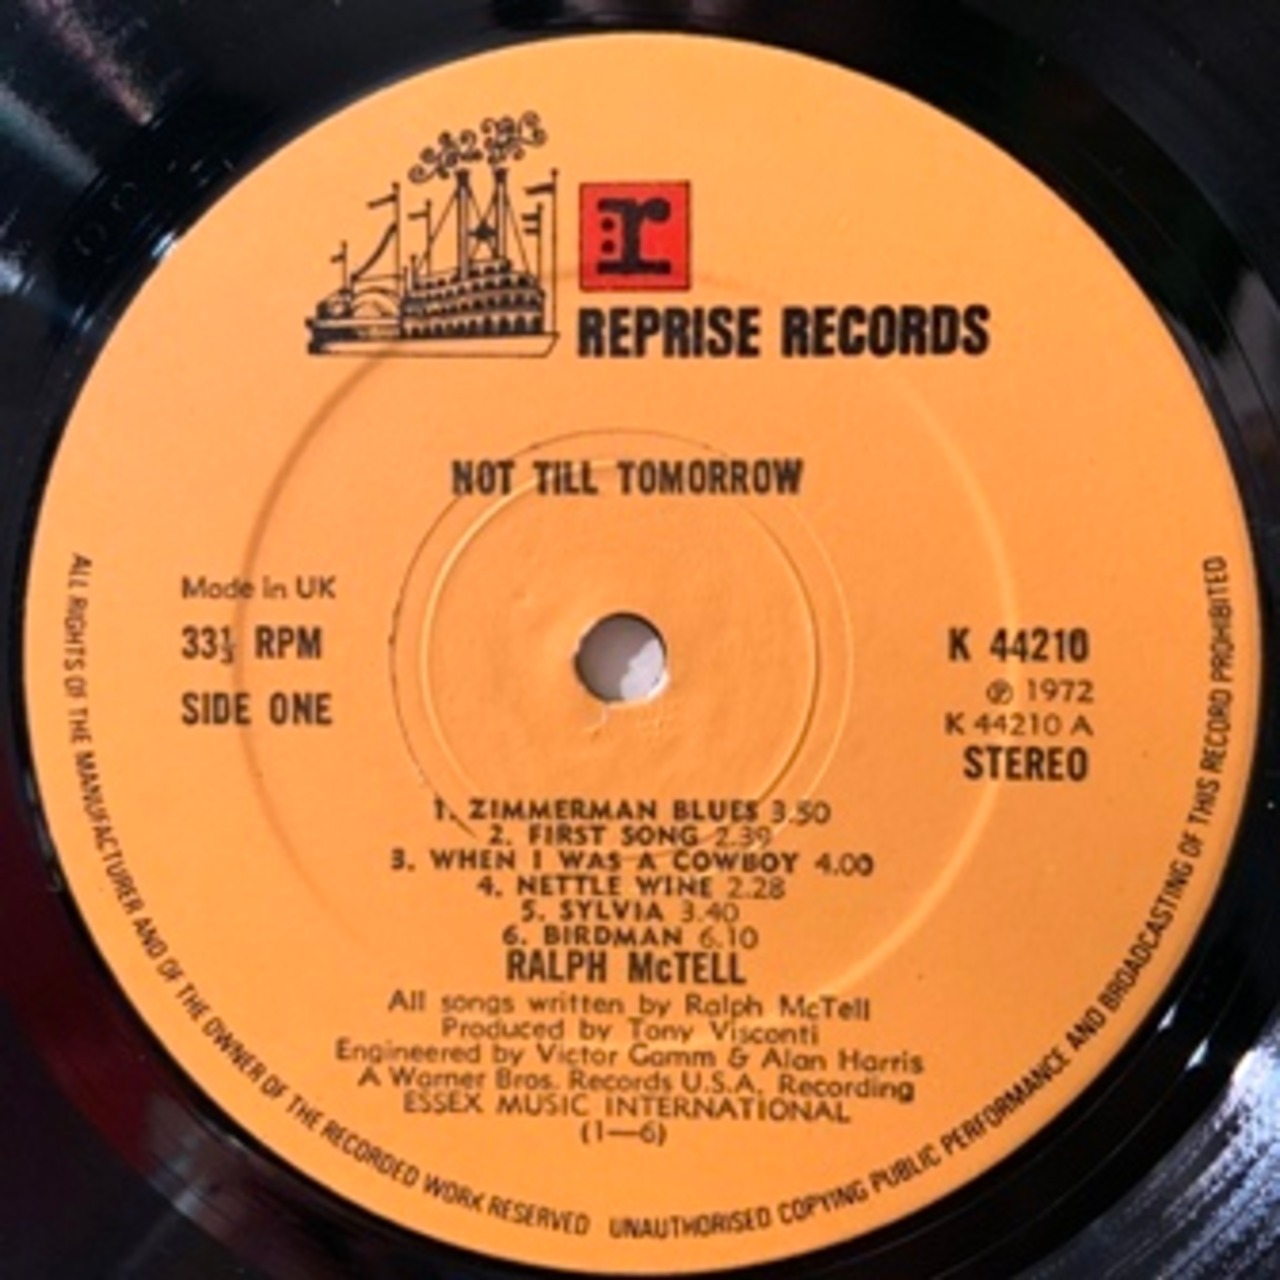 r
REPRISE RECORDS
NOT TILL TOMORROW
Made in UK
33⅓ RPM
SIDE ONE
K 44210
℗ 1972
K 44210 A
STEREO
1. ZIMMERMAN BLUES 3.50
2. FIRST SONG 2.39
3. WHEN I WAS A COWBOY 4.00
4. NETTLE WINE 2.28
5. SYLVIA 3.40
6. BIRDMAN 6.10
RALPH McTELL
All songs written by Ralph McTell
Produced by Tony Visconti
Engineered by Victor Gamm & Alan Harris
A Warner Bros. Records U.S.A. Recording
ESSEX MUSIC INTERNATIONAL
(1—6)
ALL RIGHTS OF THE MANUFACTURER AND OF THE OWNER OF THE RECORDED WORK RESERVED UNAUTHORISED COPYING PUBLIC PERFORMANCE AND BROADCASTING OF THIS RECORD PROHIBITED